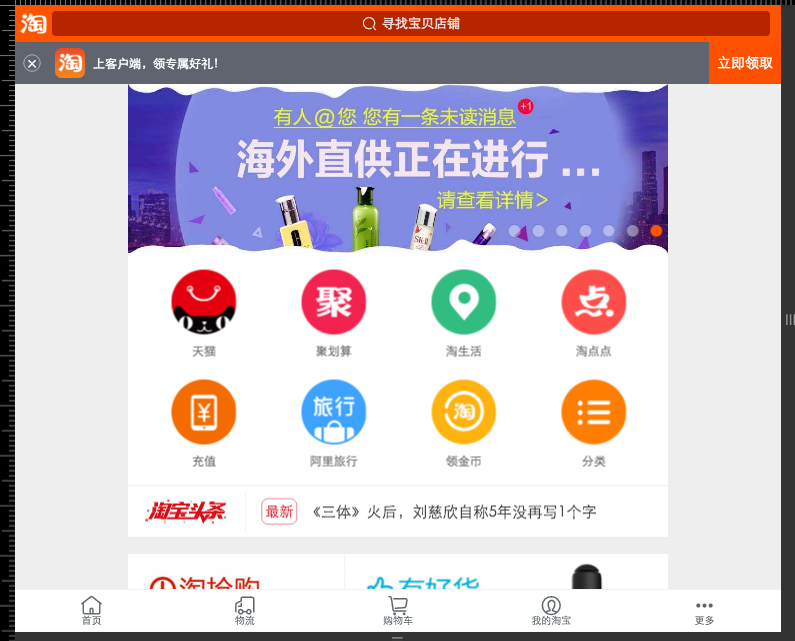 淘
寻找宝贝店铺
淘
上客户端，领专属好礼！
立即领取
有人@您 您有一条未读消息
+1
海外直供正在进行 ...
请查看详情>
SK-II
天猫
聚
聚划算
淘生活
点
淘点点
¥
充值
旅行
阿里旅行
淘
领金币
分类
淘宝头条
最新
《三体》火后，刘慈欣自称5年没再写1个字
淘抢购
有好货
首页
物流
购物车
我的淘宝
更多